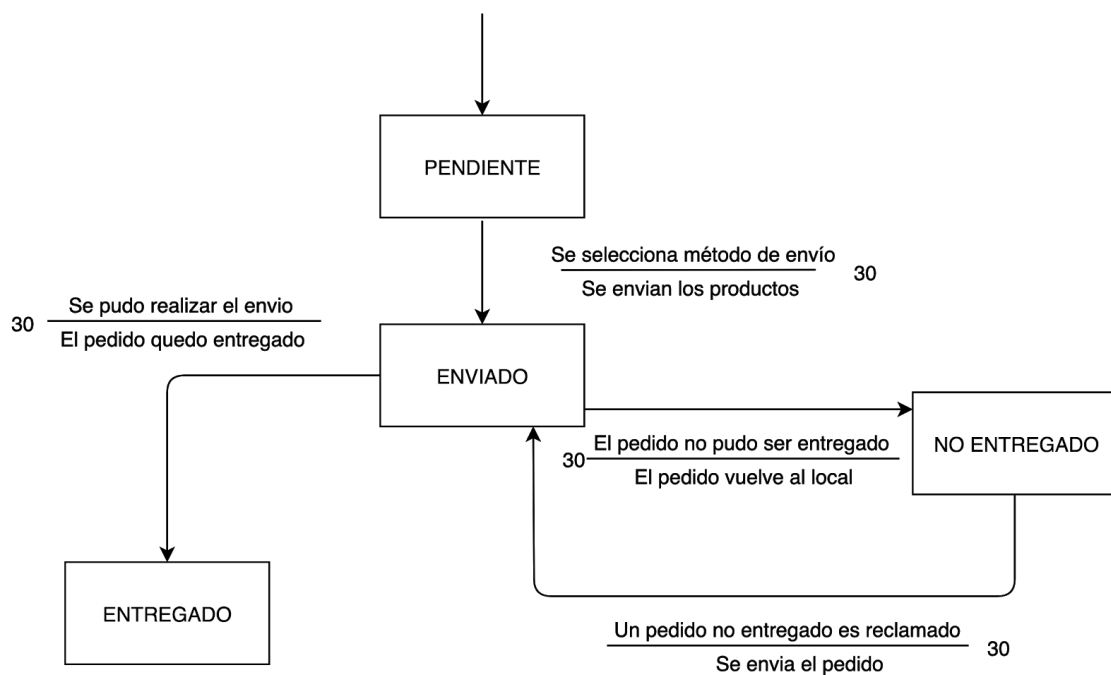 PENDIENTE
Se selecciona método de envío
30
Se envian los productos
Se pudo realizar el envio
30
El pedido quedo entregado
ENVIADO
El pedido no pudo ser entregado
30
El pedido vuelve al local
NO ENTREGADO
ENTREGADO
Un pedido no entregado es reclamado
30
Se envia el pedido